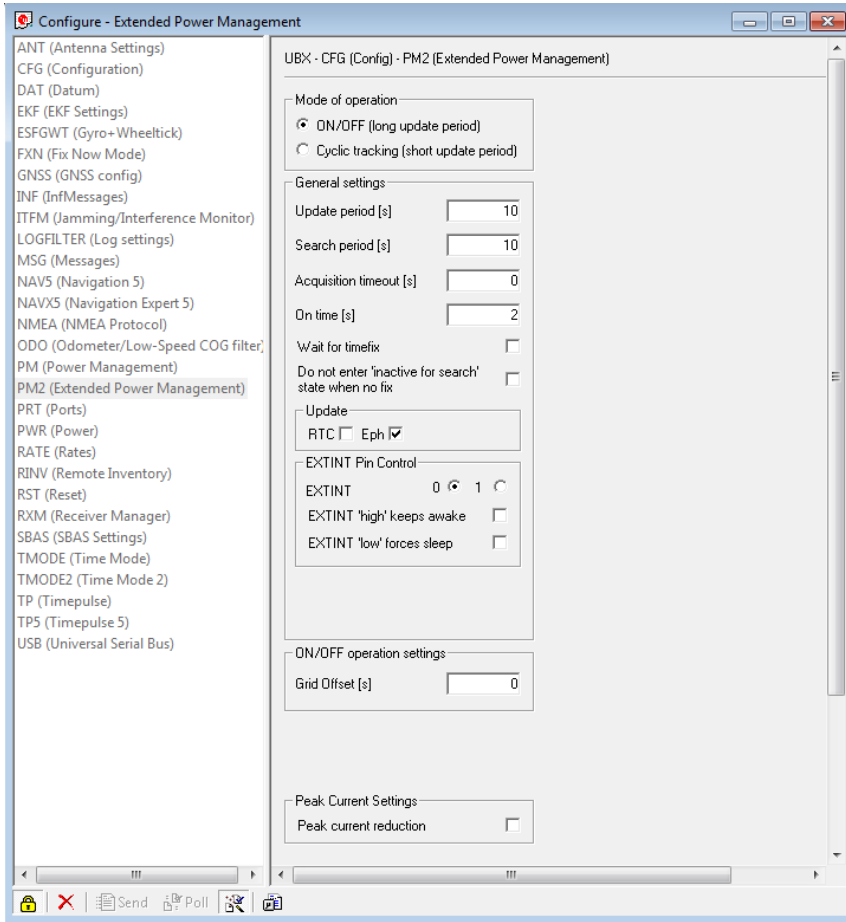 Configure - Extended Power Management
ANT (Antenna Settings)
CFG (Configuration)
DAT (Datum)
EKF (EKF Settings)
ESFGWT (Gyro+Wheeltick)
FXN (Fix Now Mode)
GNSS (GNSS config)
INF (InfMessages)
ITFM (Jamming/Interference Monitor)
LOGFILTER (Log settings)
MSG (Messages)
NAV5 (Navigation 5)
NAVX5 (Navigation Expert 5)
NMEA (NMEA Protocol)
ODO (Odometer/Low-Speed COG filter)
PM (Power Management)
PM2 (Extended Power Management)
PRT (Ports)
PWR (Power)
RATE (Rates)
RINV (Remote Inventory)
RST (Reset)
RXM (Receiver Manager)
SBAS (SBAS Settings)
TMODE (Time Mode)
TMODE2 (Time Mode 2)
TP (Timepulse)
TP5 (Timepulse 5)
USB (Universal Serial Bus)
UBX - CFG (Config) - PM2 (Extended Power Management)
Mode of operation
ON/OFF (long update period)
Cyclic tracking (short update period)
General settings
Update period [s] 10
Search period [s] 10
Acquisition timeout [s] 0
On time [s] 2
Wait for timefix
Do not enter 'inactive for search'
state when no fix
Update
RTC Eph
EXTINT Pin Control
EXTINT 0 1
EXTINT 'high' keeps awake
EXTINT 'low' forces sleep
ON/OFF operation settings
Grid Offset [s] 0
Peak Current Settings
Peak current reduction
Send Poll